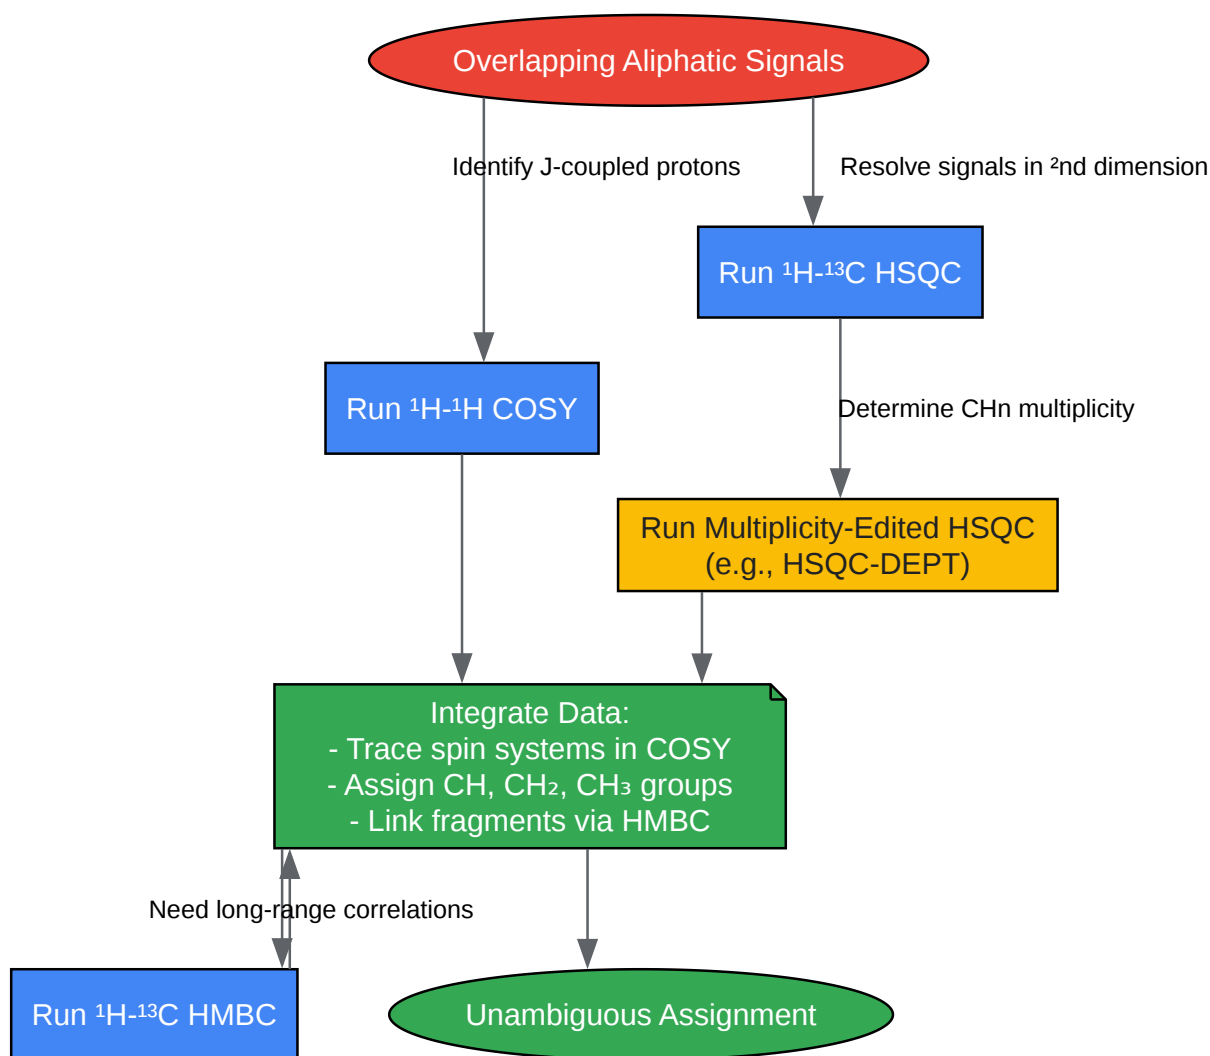 Overlapping Aliphatic Signals
Identify J-coupled protons
Resolve signals in ²nd dimension
Run ¹H-¹³C HSQC
Run ¹H-¹H COSY
Determine CHn multiplicity
Run Multiplicity-Edited HSQC
(e.g., HSQC-DEPT)
Integrate Data:
- Trace spin systems in COSY
- Assign CH, CH₂, CH₃ groups
- Link fragments via HMBC
Need long-range correlations
Run ¹H-¹³C HMBC
Unambiguous Assignment